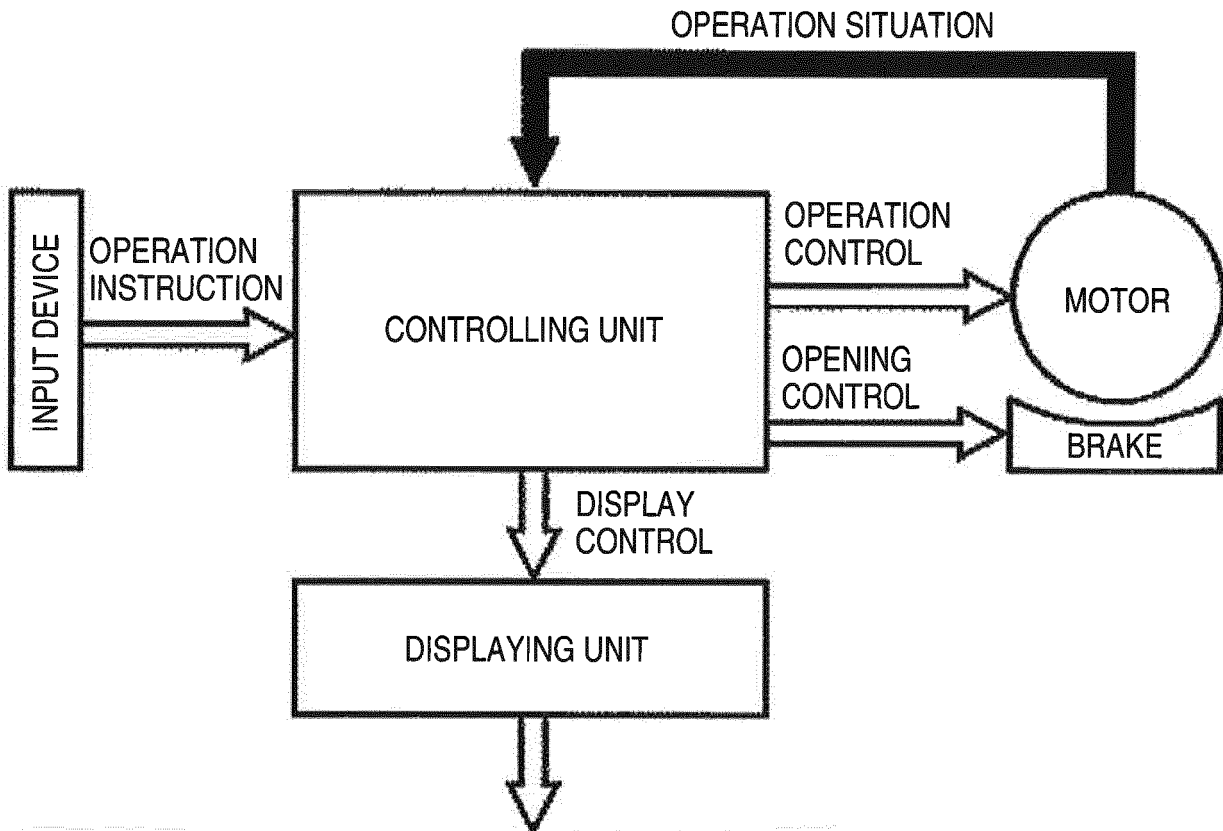 OPERATION SITUATION
INPUT DEVICE
OPERATION
INSTRUCTION
CONTROLLING UNIT
OPERATION
CONTROL
MOTOR
OPENING
CONTROL
BRAKE
DISPLAY
CONTROL
DISPLAYING UNIT